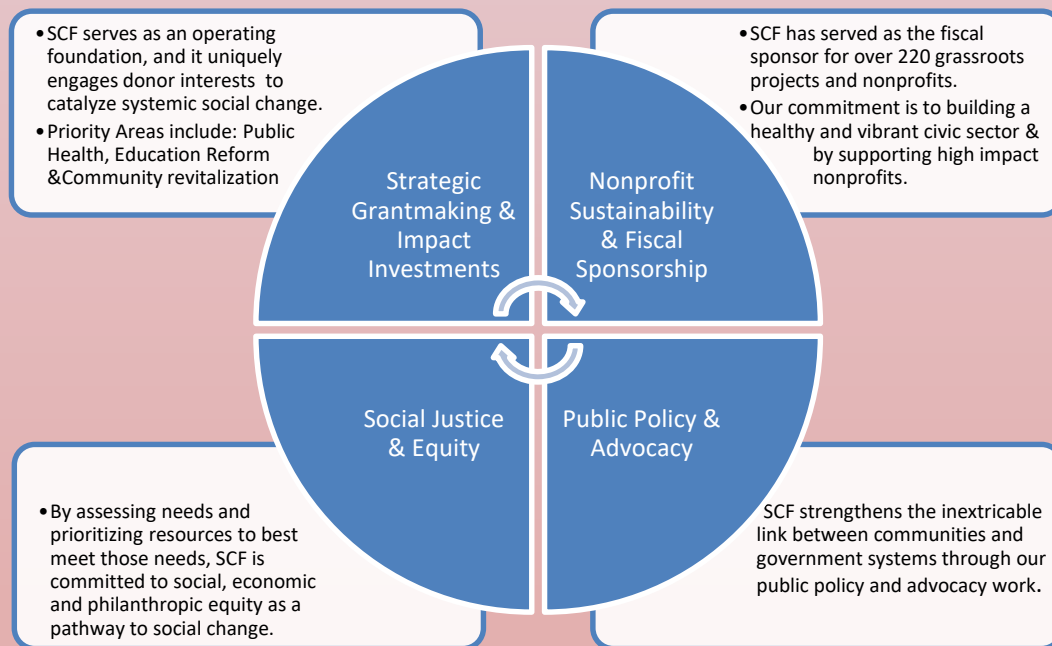 •SCF serves as an operating
foundation, and it uniquely
engages donor interests to
catalyze systemic social change.
•Priority Areas include: Public
Health, Education Reform
&Community revitalization
•SCF has served as the fiscal
sponsor for over 220 grassroots
projects and nonprofits.
•Our commitment is to building a
healthy and vibrant civic sector &
by supporting high impact
nonprofits.
Strategic
Grantmaking &
Impact
Investments
Nonprofit
Sustainability
& Fiscal
Sponsorship
Social Justice
& Equity
Public Policy &
Advocacy
•By assessing needs and
prioritizing resources to best
meet those needs, SCF is
committed to social, economic
and philanthropic equity as a
pathway to social change.
SCF strengthens the inextricable
link between communities and
government systems through our
public policy and advocacy work.